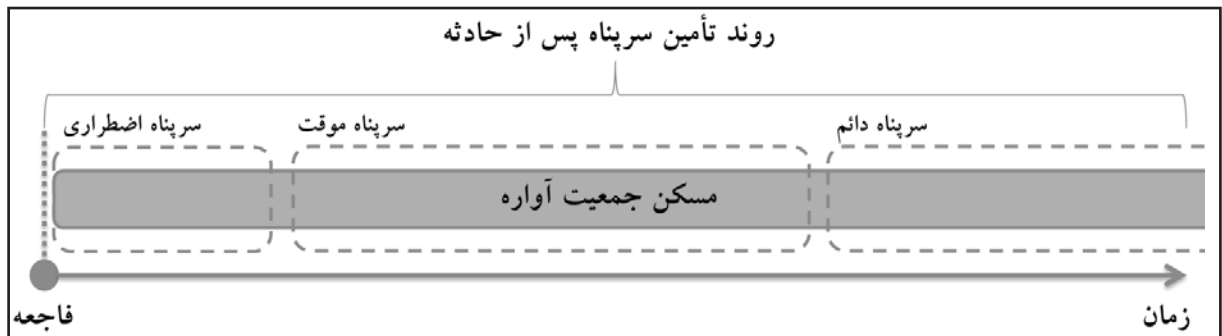 روند تأمین سرپناه پس از حادثه
سرپناه اضطراری
سرپناه موقت
سرپناه دائم
مسکن جمعیت آواره
فاجعه
زمان